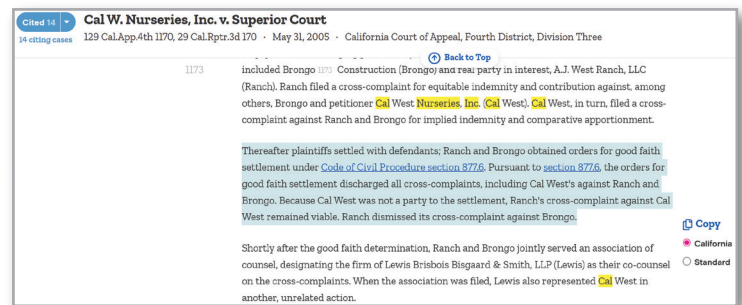 Cited 14
14 citing cases
Cal W. Nurseries, Inc. v. Superior Court
129 Cal.App.4th 1170, 29 Cal.Rptr.3d 170 · May 31, 2005 · California Court of Appeal, Fourth District, Division Three
Back to Top
1173
included Brongo 1173 Construction (Brongo) and real party in interest, A.J. West Ranch, LLC
(Ranch). Ranch filed a cross-complaint for equitable indemnity and contribution against, among
others, Brongo and petitioner Cal West Nurseries, Inc. (Cal West). Cal West, in turn, filed a cross-
complaint against Ranch and Brongo for implied indemnity and comparative apportionment.
Thereafter plaintiffs settled with defendants; Ranch and Brongo obtained orders for good faith
settlement under Code of Civil Procedure section 877.6. Pursuant to section 877.6, the orders for
good faith settlement discharged all cross-complaints, including Cal West's against Ranch and
Brongo. Because Cal West was not a party to the settlement, Ranch's cross-complaint against Cal
West remained viable. Ranch dismissed its cross-complaint against Brongo.
Copy
California
Standard
Shortly after the good faith determination, Ranch and Brongo jointly served an association of
counsel, designating the firm of Lewis Brisbois Bisgaard & Smith, LLP (Lewis) as their co-counsel
on the cross-complaints. When the association was filed, Lewis also represented Cal West in
another, unrelated action.